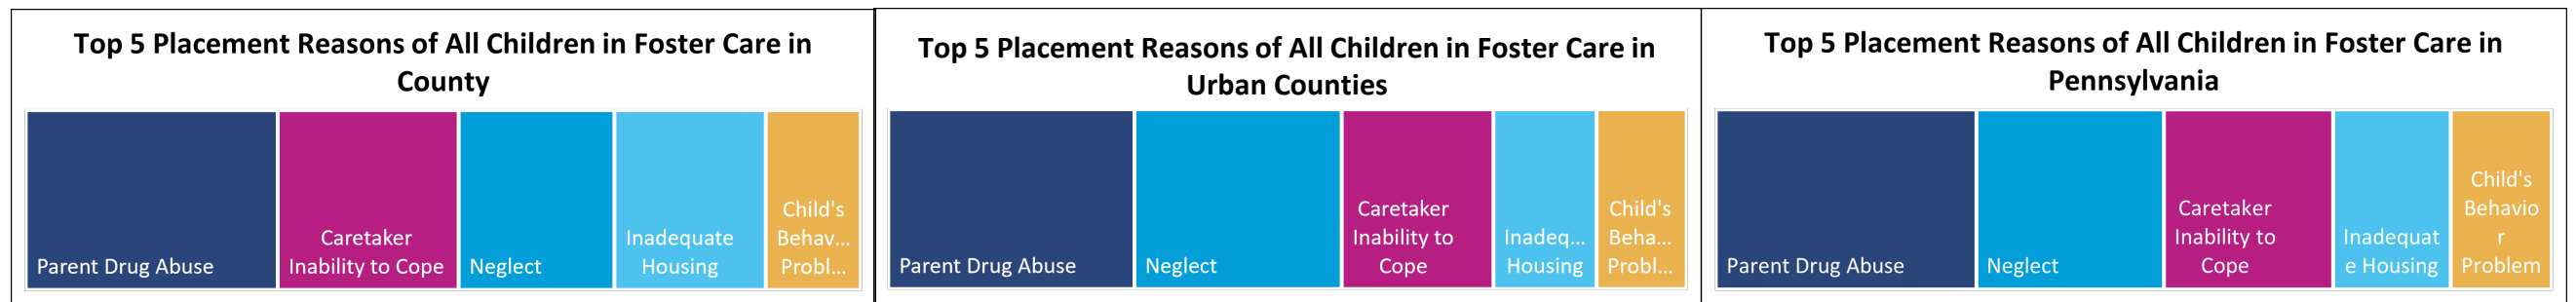 Top 5 Placement Reasons of All Children in Foster Care in
County
Parent Drug Abuse
Caretaker
Inability to Cope
Neglect
Inadequate
Housing
Child's
Behav...
Probl...
Top 5 Placement Reasons of All Children in Foster Care in
Urban Counties
Parent Drug Abuse
Neglect
Caretaker
Inability to
Cope
Inadeq...
Housing
Child's
Beha...
Probl...
Top 5 Placement Reasons of All Children in Foster Care in
Pennsylvania
Parent Drug Abuse
Neglect
Caretaker
Inability to
Cope
Inadequat
e Housing
Child's
Behavio
r
Problem